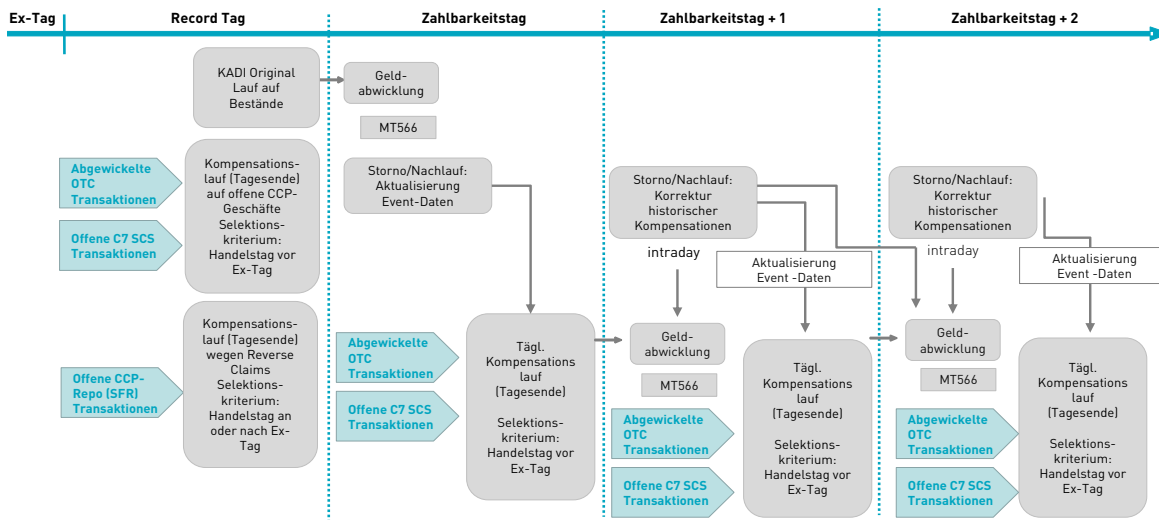 Ex-Tag
Record Tag
Zahlbarkeitstag
Zahlbarkeitstag + 1
Zahlbarkeitstag + 2
KADI Original
Lauf auf
Bestände
Geld-
abwicklung
MT566
Abgewickelte
OTC
Transaktionen
Offene C7 SCS
Transaktionen
Kompensations-
lauf (Tagesende)
auf offene CCP-
Geschäfte
Selektions-
kriterium:
Handelstag vor
Ex-Tag
Storno/Nachlauf:
Aktualisierung
Event-Daten
Offene CCP-
Repo (SFR)
Transaktionen
Kompensations-
lauf (Tagesende)
wegen Reverse
Claims
Selektions-
kriterium:
Handelstag an
oder nach Ex-
Tag
Abgewickelte
OTC
Transaktionen
Offene C7 SCS
Transaktionen
Tägl.
Kompensations
lauf
(Tagesende)
Selektions-
kriterium:
Handelstag vor
Ex-Tag
Storno/Nachlauf:
Korrektur
historischer
Kompensationen
intraday
Aktualisierung
Event -Daten
Geld-
abwicklung
MT566
Abgewickelte
OTC
Transaktionen
Offene C7 SCS
Transaktionen
Tägl.
Kompensations
lauf
(Tagesende)
Selektions-
kriterium:
Handelstag vor
Ex-Tag
Storno/Nachlauf:
Korrektur
historischer
Kompensationen
intraday
Aktualisierung
Event -Daten
Geld-
abwicklung
MT566
Abgewickelte
OTC
Transaktionen
Offene C7 SCS
Transaktionen
Tägl.
Kompensations
lauf
(Tagesende)
Selektions-
kriterium:
Handelstag vor
Ex-Tag